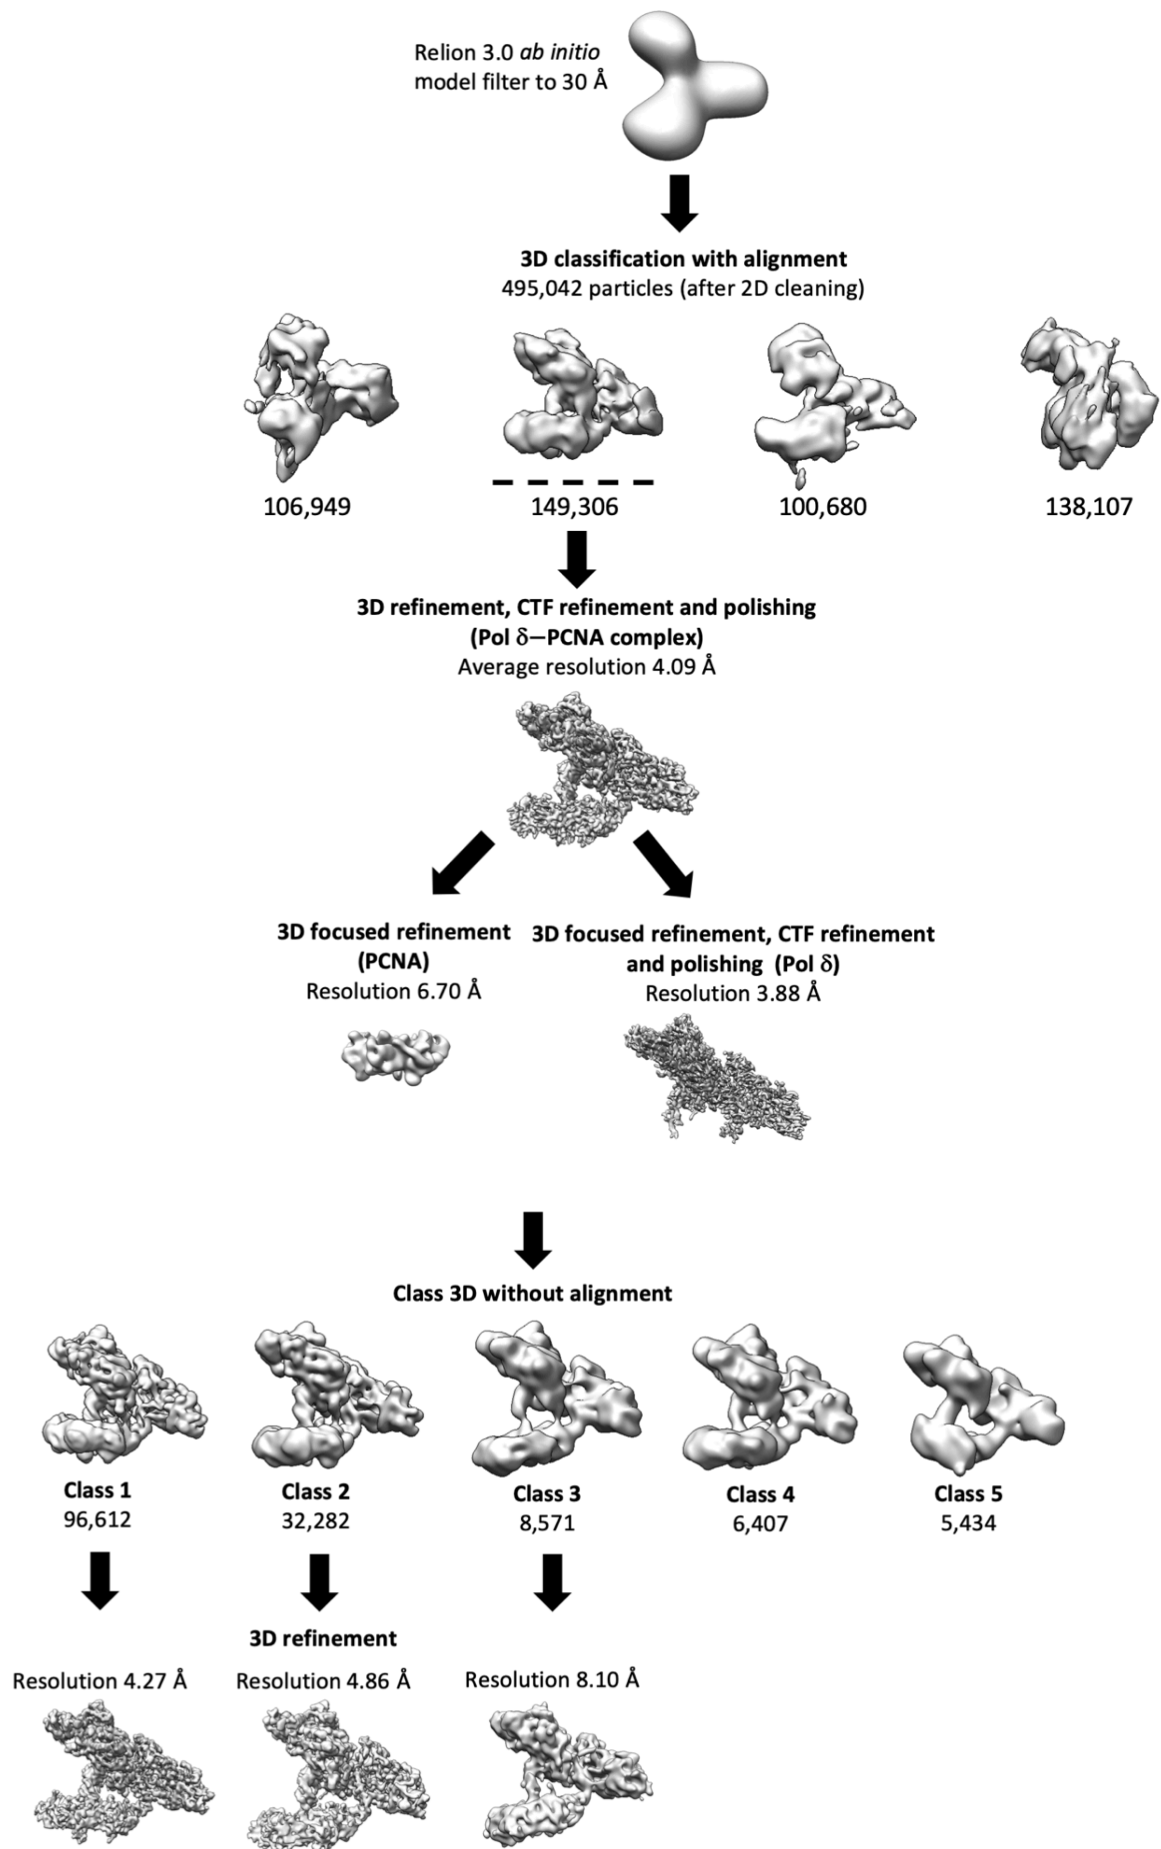 Relion 3.0 ab initio
model filter to 30 Å
3D classification with alignment
495,042 particles (after 2D cleaning)
106,949
149,306
100,680
138,107
3D refinement, CTF refinement and polishing
(Pol δ−PCNA complex)
Average resolution 4.09 Å
3D focused refinement
(PCNA)
Resolution 6.70 Å
3D focused refinement, CTF refinement
and polishing (Pol δ)
Resolution 3.88 Å
Class 3D without alignment
Class 1
96,612
Class 2
32,282
Class 3
8,571
Class 4
6,407
Class 5
5,434
3D refinement
Resolution 4.27 Å
Resolution 4.86 Å
Resolution 8.10 Å